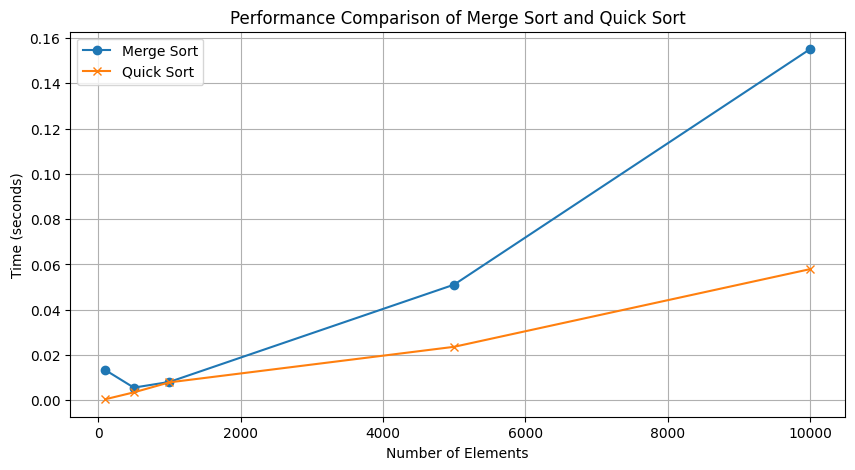 Performance Comparison of Merge Sort and Quick Sort
Merge Sort
Quick Sort
Time (seconds)
0.16
0.14
0.12
0.10
0.08
0.06
0.04
0.02
0.00
0 2000 4000 6000 8000 10000
Number of Elements